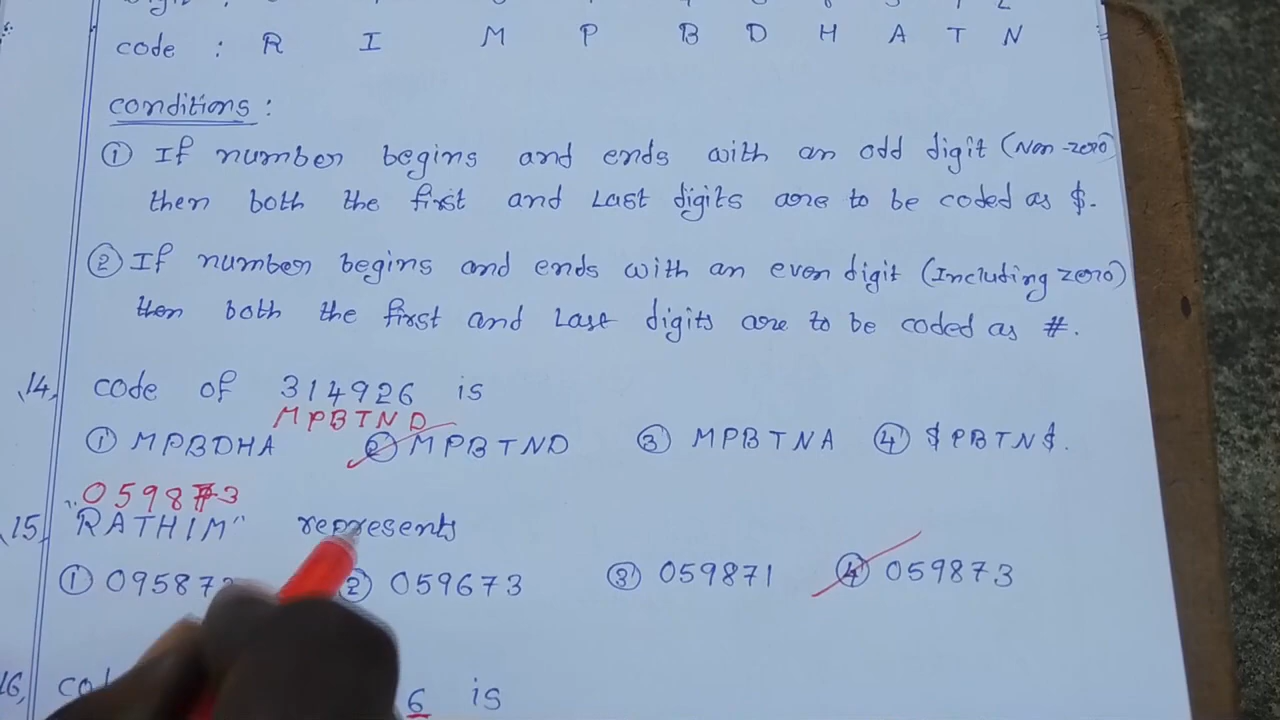 code : R I M P B D H A T N
conditions :
① If number begins and ends with an odd digit (Non-zero)
then both the first and Last digits are to be coded as $.
② If number begins and ends with an even digit (Including zero)
then both the first and Last digits are to be coded as #.
14, code of 314926 is
MPBTND
① MPBDHA ② MPBTND ③ MPBTNA ④ $PBTN$.
059873
15, "RATHIM" represents
① 095873 ② 059673 ③ 059871 ④ 059873
16, 6 is